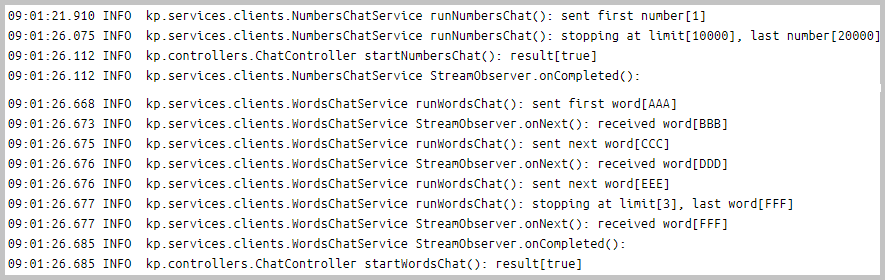 09:01:21.910 INFO  kp.services.clients.NumbersChatService runNumbersChat(): sent first number[1]
09:01:26.075 INFO  kp.services.clients.NumbersChatService runNumbersChat(): stopping at limit[10000], last number[20000]
09:01:26.112 INFO  kp.controllers.ChatController startNumbersChat(): result[true]
09:01:26.112 INFO  kp.services.clients.NumbersChatService StreamObserver.onCompleted():
09:01:26.668 INFO  kp.services.clients.WordsChatService runWordsChat(): sent first word[AAA]
09:01:26.673 INFO  kp.services.clients.WordsChatService StreamObserver.onNext(): received word[BBB]
09:01:26.675 INFO  kp.services.clients.WordsChatService runWordsChat(): sent next word[CCC]
09:01:26.676 INFO  kp.services.clients.WordsChatService StreamObserver.onNext(): received word[DDD]
09:01:26.676 INFO  kp.services.clients.WordsChatService runWordsChat(): sent next word[EEE]
09:01:26.677 INFO  kp.services.clients.WordsChatService runWordsChat(): stopping at limit[3], last word[FFF]
09:01:26.677 INFO  kp.services.clients.WordsChatService StreamObserver.onNext(): received word[FFF]
09:01:26.685 INFO  kp.services.clients.WordsChatService StreamObserver.onCompleted():
09:01:26.685 INFO  kp.controllers.ChatController startWordsChat(): result[true]